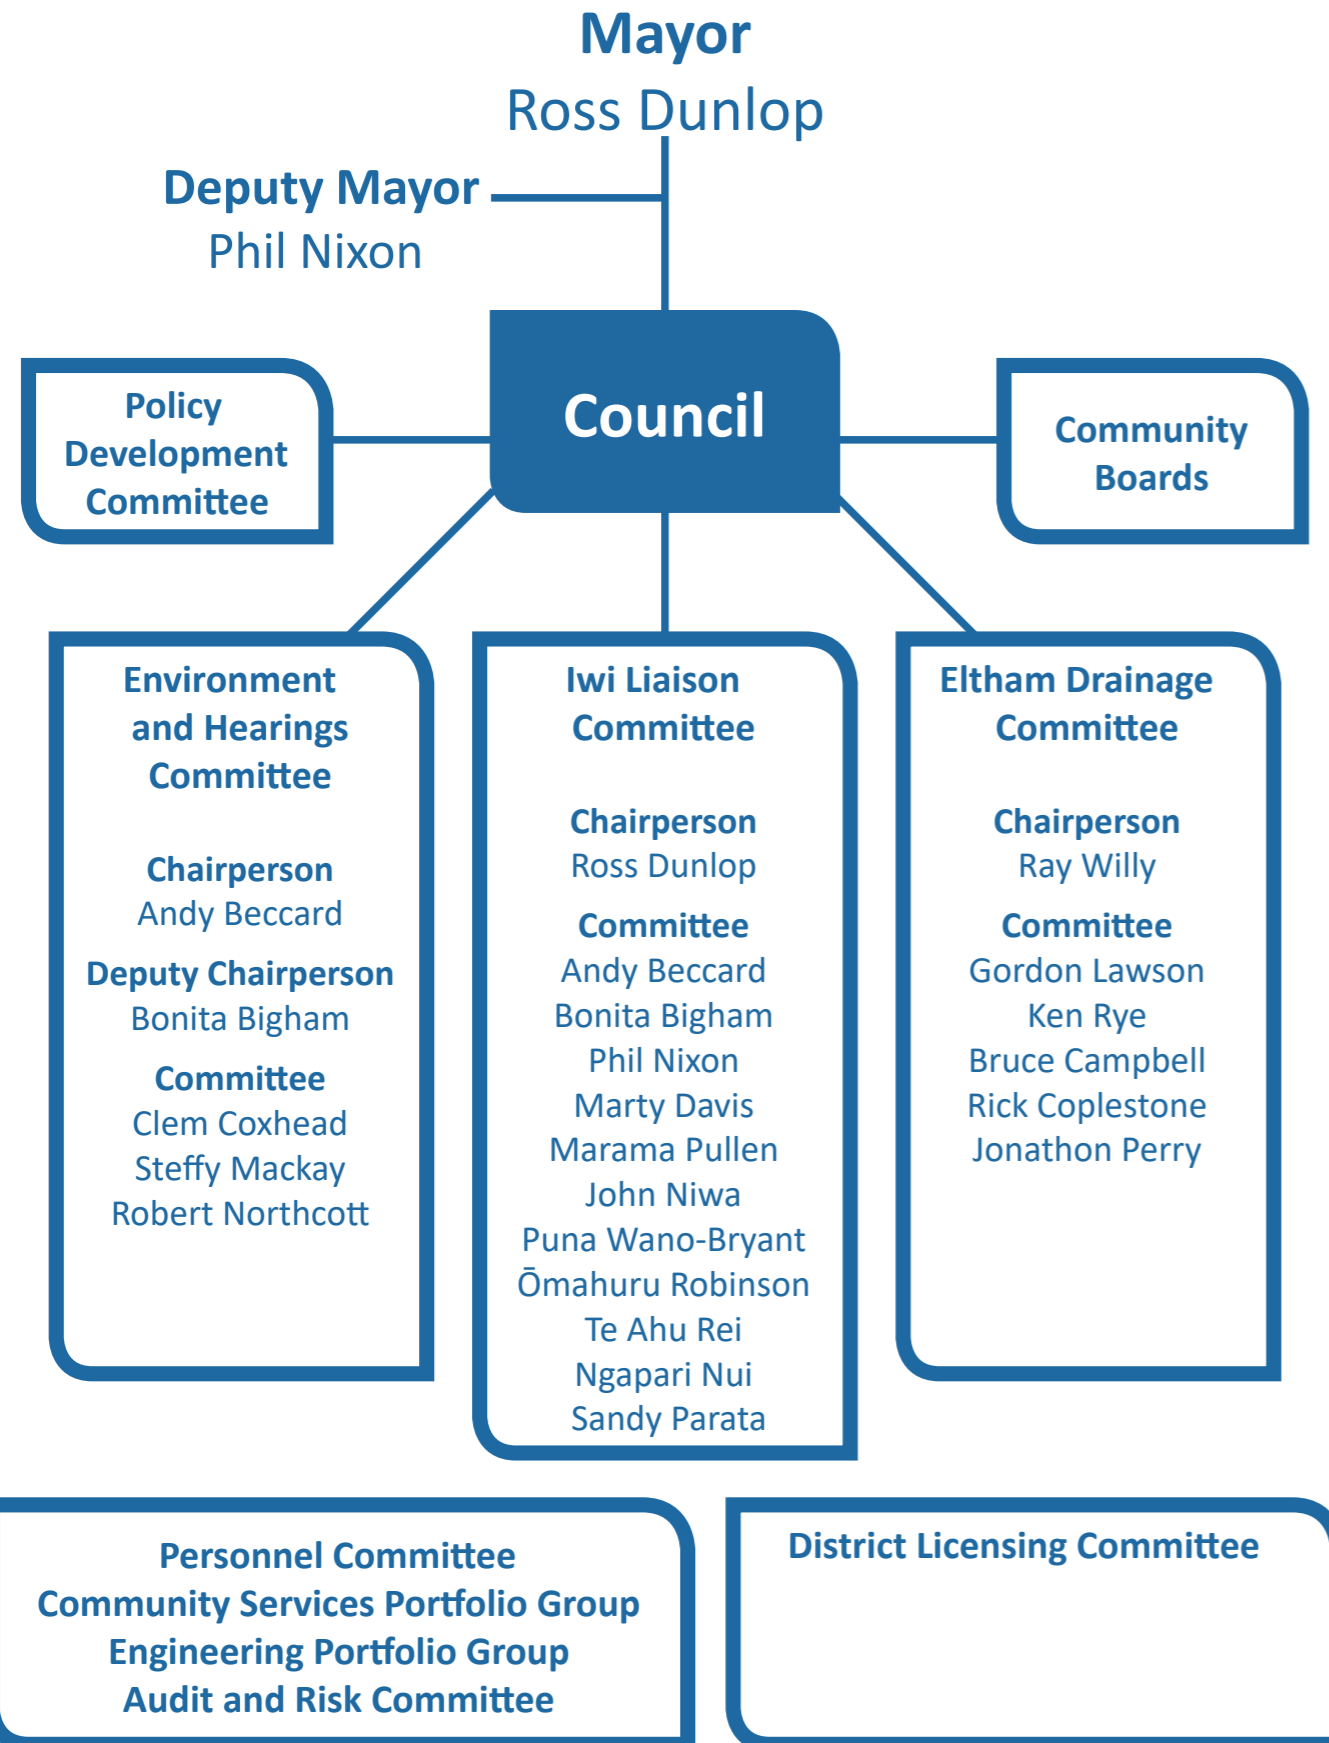 Mayor
Ross Dunlop
Deputy Mayor
Phil Nixon
Council
Policy
Development
Committee
Community
Boards
Environment
and Hearings
Committee
Chairperson
Andy Beccard
Deputy Chairperson
Bonita Bigham
Committee
Clem Coxhead
Steffy Mackay
Robert Northcott
Iwi Liaison
Committee
Chairperson
Ross Dunlop
Committee
Andy Beccard
Bonita Bigham
Phil Nixon
Marty Davis
Marama Pullen
John Niwa
Puna Wano-Bryant
Ōmahuru Robinson
Te Ahu Rei
Ngapari Nui
Sandy Parata
Eltham Drainage
Committee
Chairperson
Ray Willy
Committee
Gordon Lawson
Ken Rye
Bruce Campbell
Rick Coplestone
Jonathon Perry
Personnel Committee
Community Services Portfolio Group
Engineering Portfolio Group
Audit and Risk Committee
District Licensing Committee